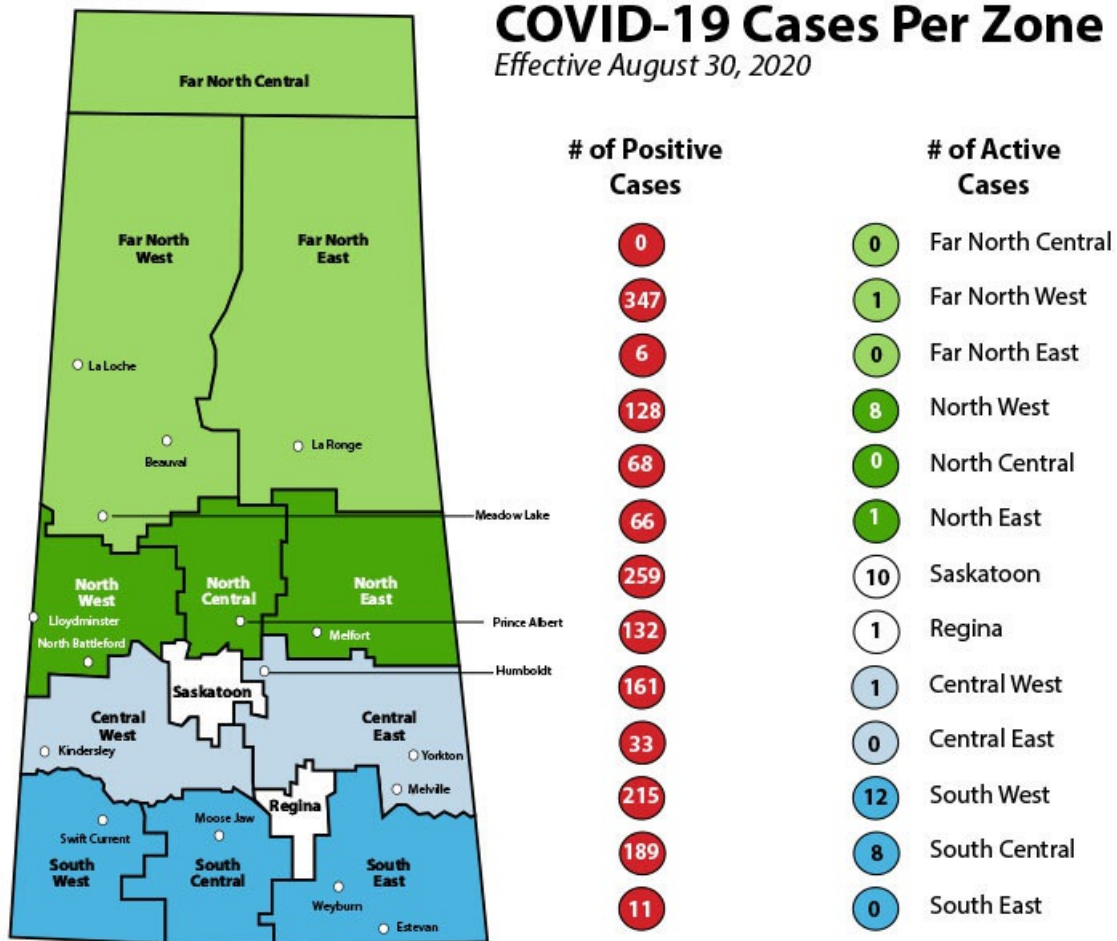 COVID-19 Cases Per Zone
Effective August 30, 2020
# of Positive
Cases
# of Active
Cases
0 0 Far North Central
347 1 Far North West
6 0 Far North East
128 8 North West
68 0 North Central
66 1 North East
259 10 Saskatoon
132 1 Regina
161 1 Central West
33 0 Central East
215 12 South West
189 8 South Central
11 0 South East
Far North Central
Far North
West
Far North
East
La Loche
Beauval
La Ronge
Meadow Lake
North
West
North
Central
North
East
Lloydminster
Prince Albert
North Battleford
Melfort
Humboldt
Saskatoon
Central
West
Central
East
Kindersley
Yorkton
Melville
Regina
Moose Jaw
Swift Current
South
West
South
Central
South
East
Weyburn
Estevan